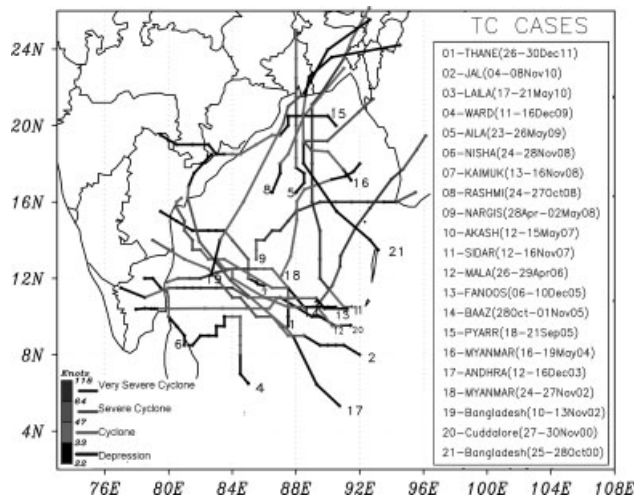 TC CASES
24N
20N
16N
12N
8N
4N
01-THANE(26-30Dec11)
02-JAL(04-08Nov10)
03-LAILA(17-21May10)
04-WARD(11-16Dec09)
05-AILA(23-26May09)
06-NISHA(24-28Nov08)
07-KAIMUK(13-16Nov08)
08-RASHMI(24-27Oct08)
09-NARGIS(28Apr-02May08)
10-AKASH(12-15May07)
11-SIDAR(12-16Nov07)
12-MALA(26-29Apr06)
13-FANOOS(06-10Dec05)
14-BAAZ(28Oct-01Nov05)
15-PYARR(18-21Sep05)
16-MYANMAR(16-19May04)
17-ANDHRA(12-16Dec03)
18-MYANMAR(24-27Nov02)
19-Bangladesh(10-13Nov02)
20-Cuddalore(27-30Nov00)
21-Bangladesh(25-28Oct00)
15
8
5
16
9
21
19
18
1
13
11
12
20
6
2
4
17
Knots
118
64
47
33
22
Very Severe Cyclone
Severe Cyclone
Cyclone
Depression
76E
80E
84E
88E
92E
96E
100E
104E
108E